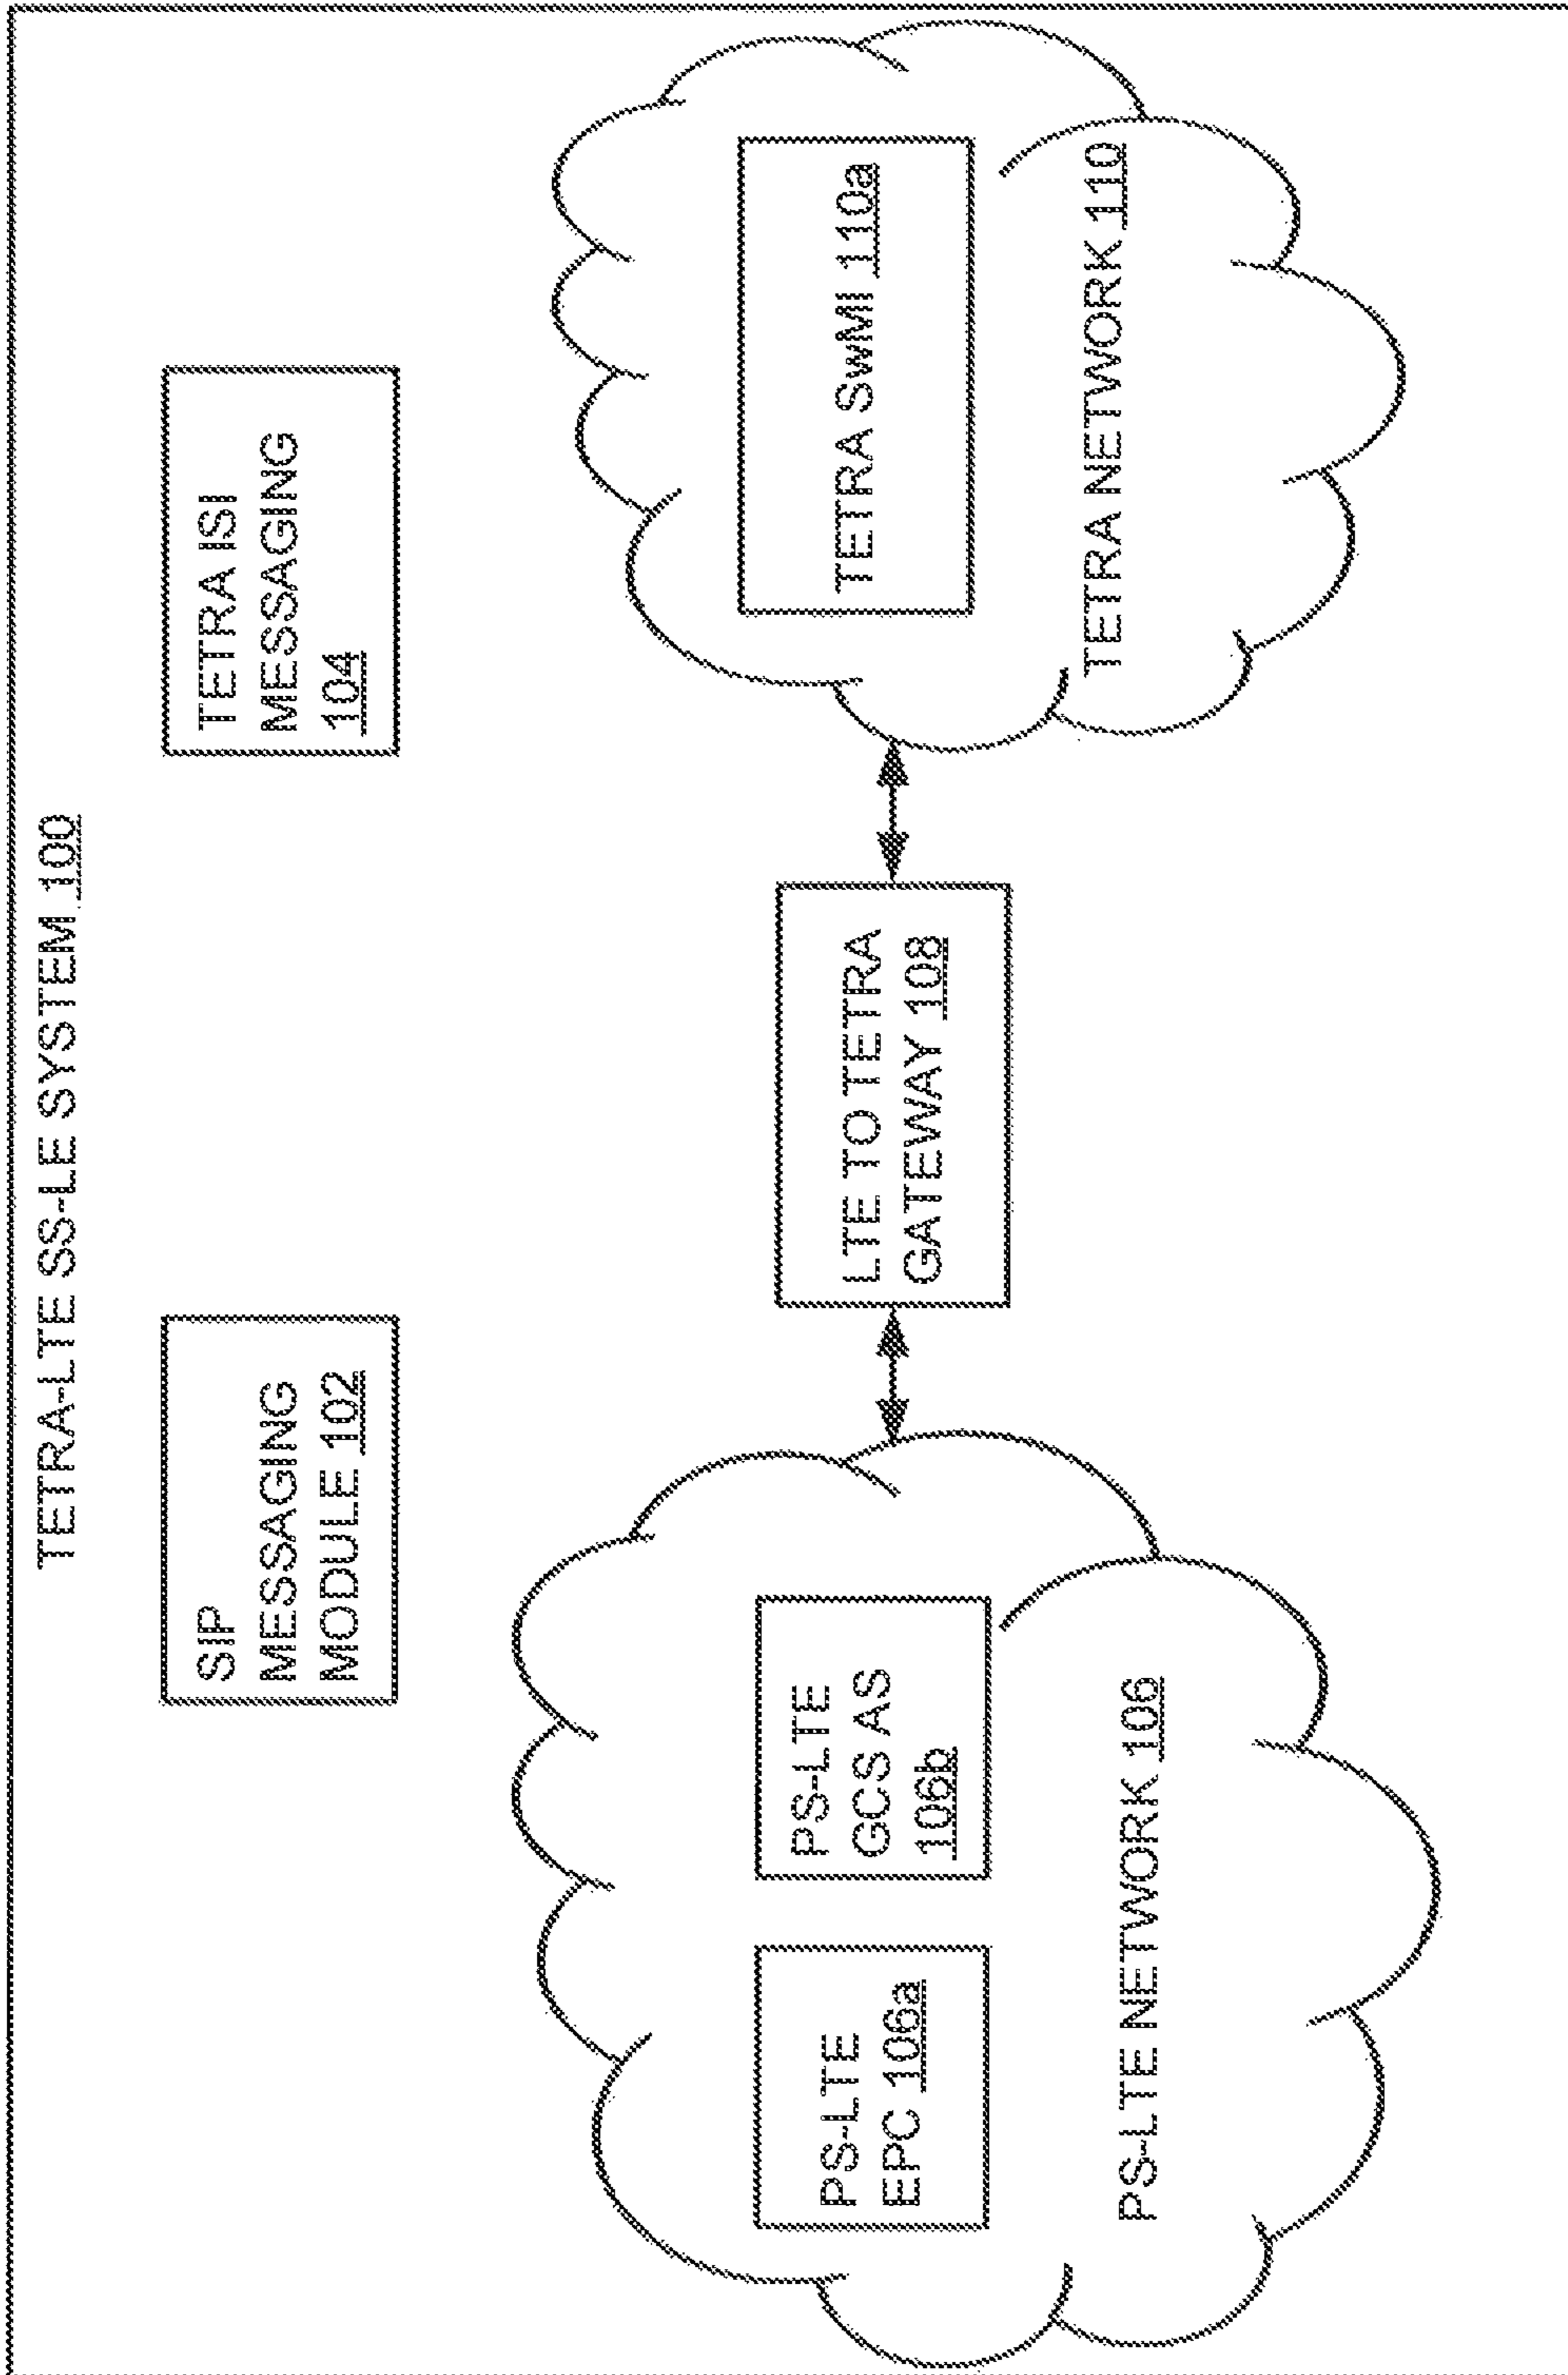 TETRA-LTE SS-LE SYSTEM 100
SIP
MESSAGING
MODULE 102
TETRA ISI
MESSAGING
104
PS-LTE
EPC 106a
PS-LTE
GCS AS
106b
PS-LTE NETWORK 106
LTE TO TETRA
GATEWAY 108
TETRA SwMI 110a
TETRA NETWORK 110